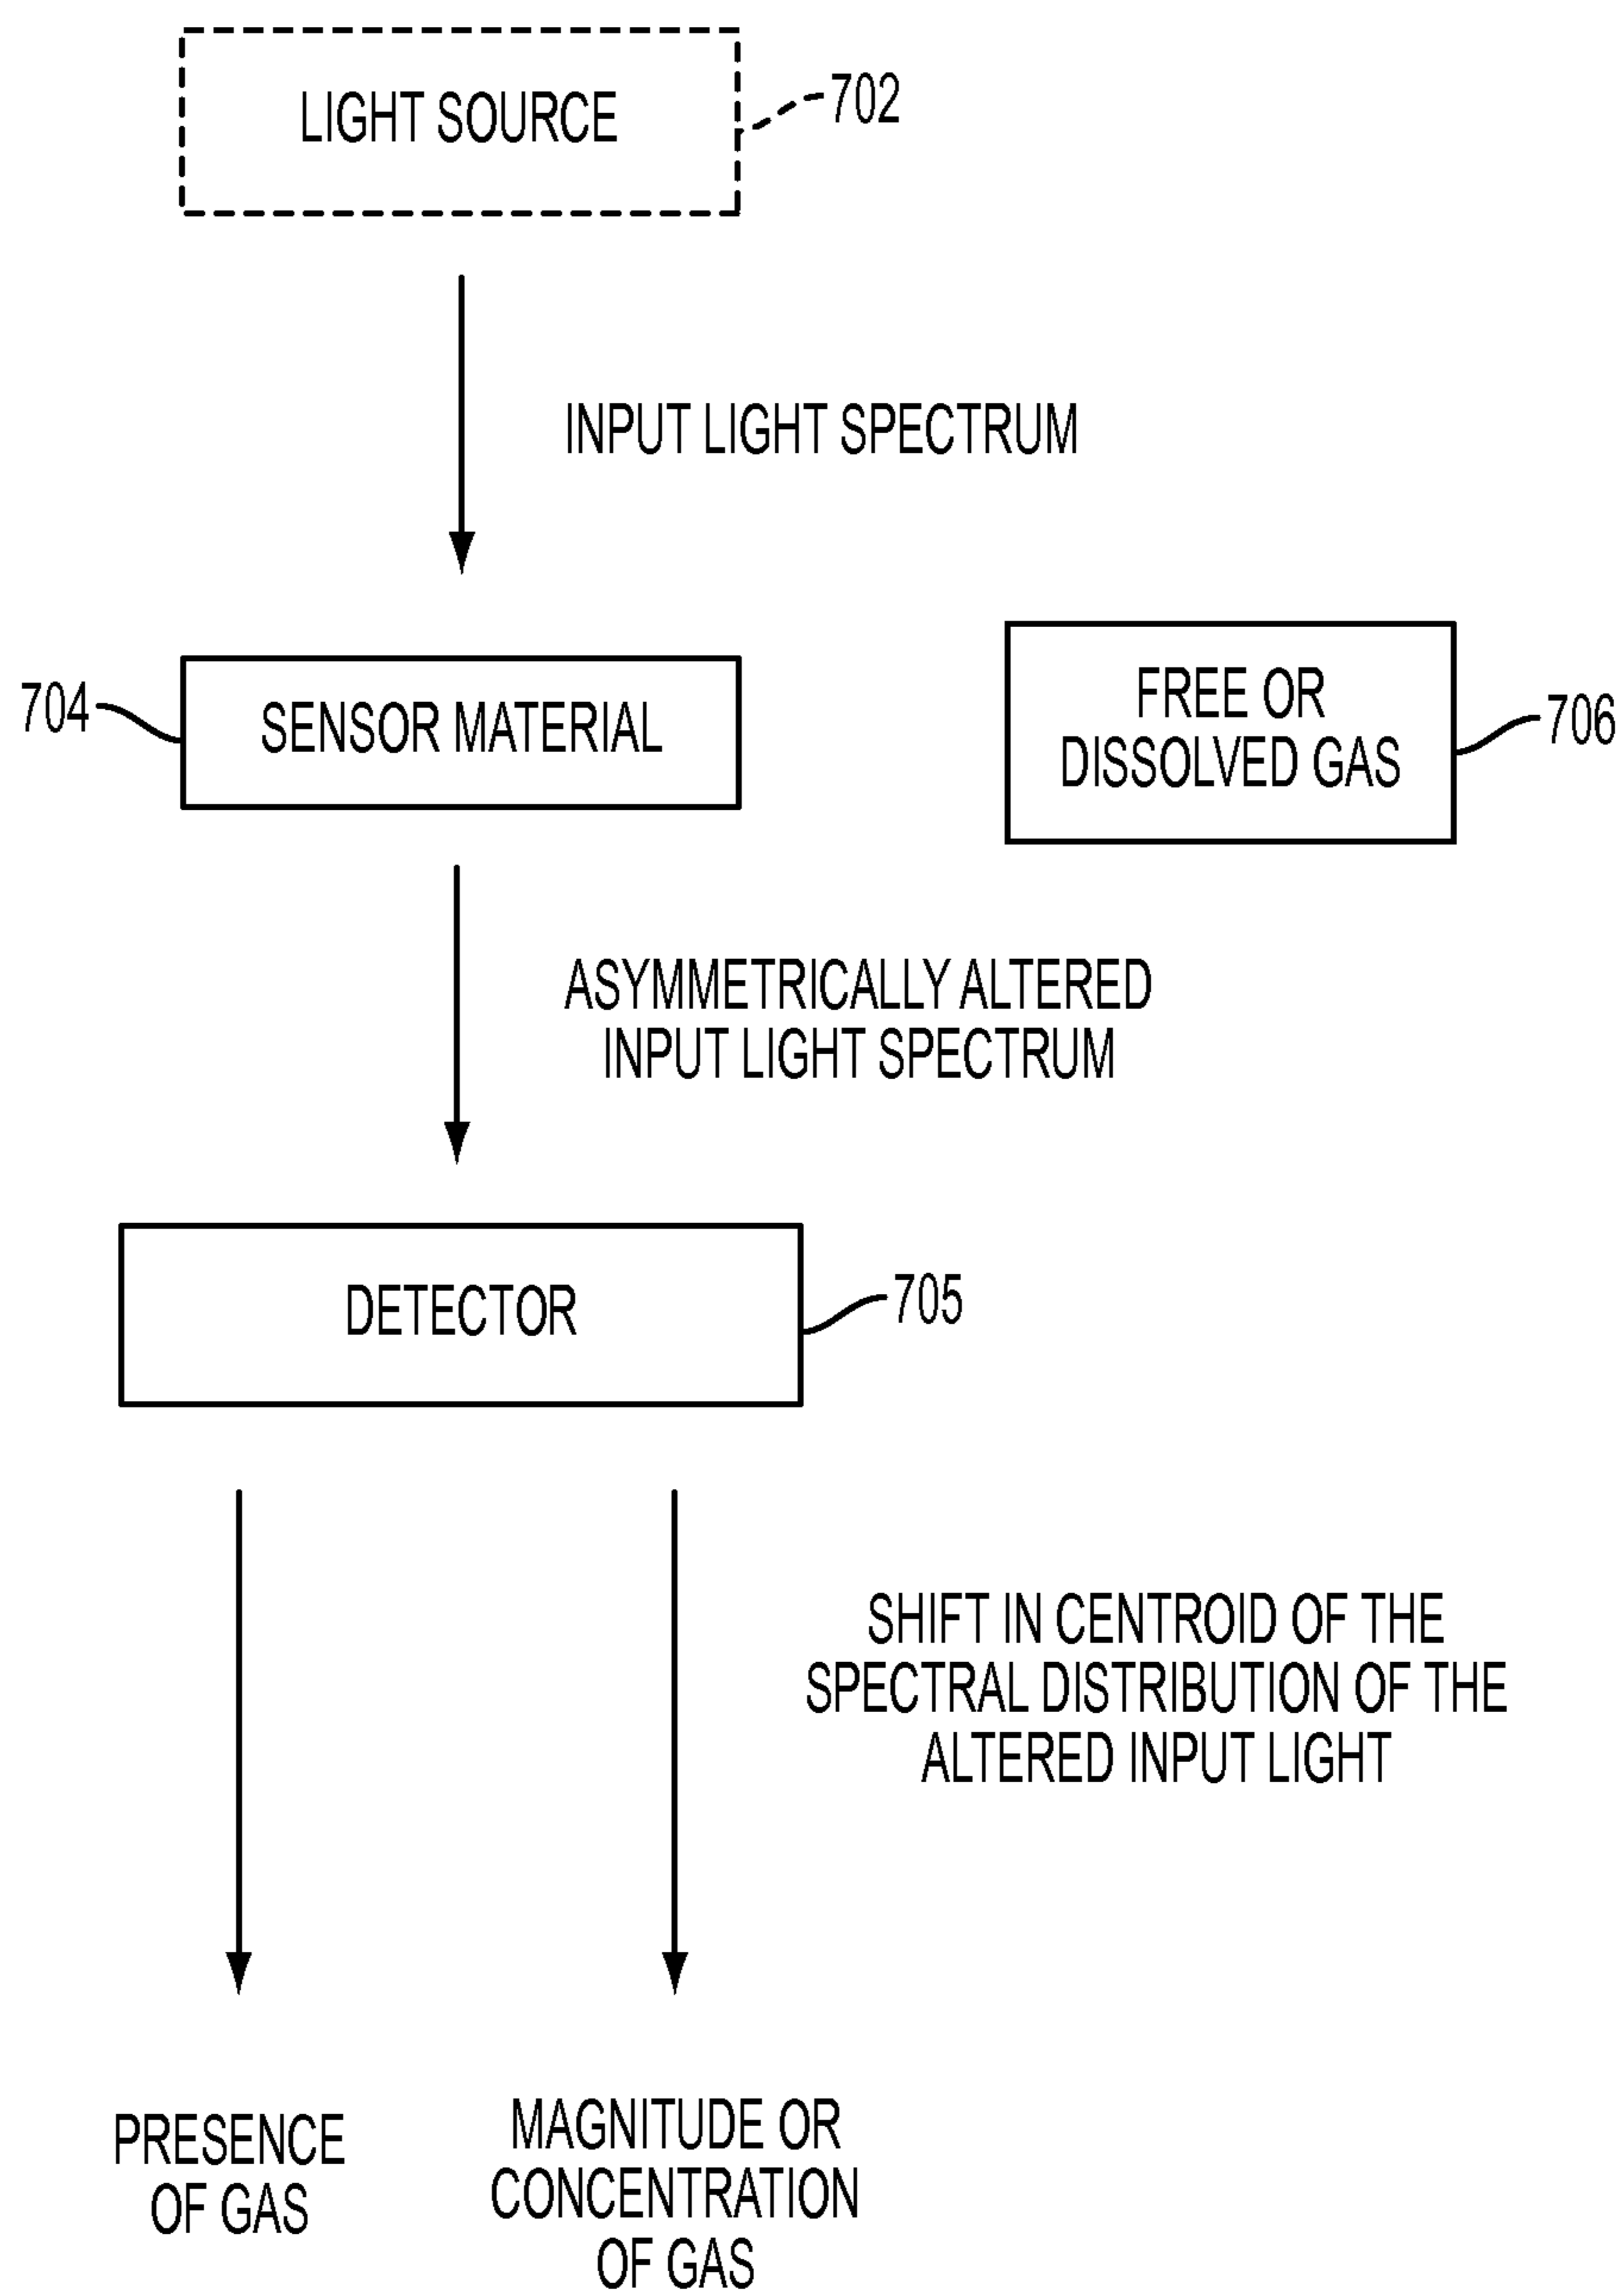 LIGHT SOURCE
702
INPUT LIGHT SPECTRUM
704
SENSOR MATERIAL
FREE OR
DISSOLVED GAS
706
ASYMMETRICALLY ALTERED
INPUT LIGHT SPECTRUM
DETECTOR
705
SHIFT IN CENTROID OF THE
SPECTRAL DISTRIBUTION OF THE
ALTERED INPUT LIGHT
PRESENCE
OF GAS
MAGNITUDE OR
CONCENTRATION
OF GAS